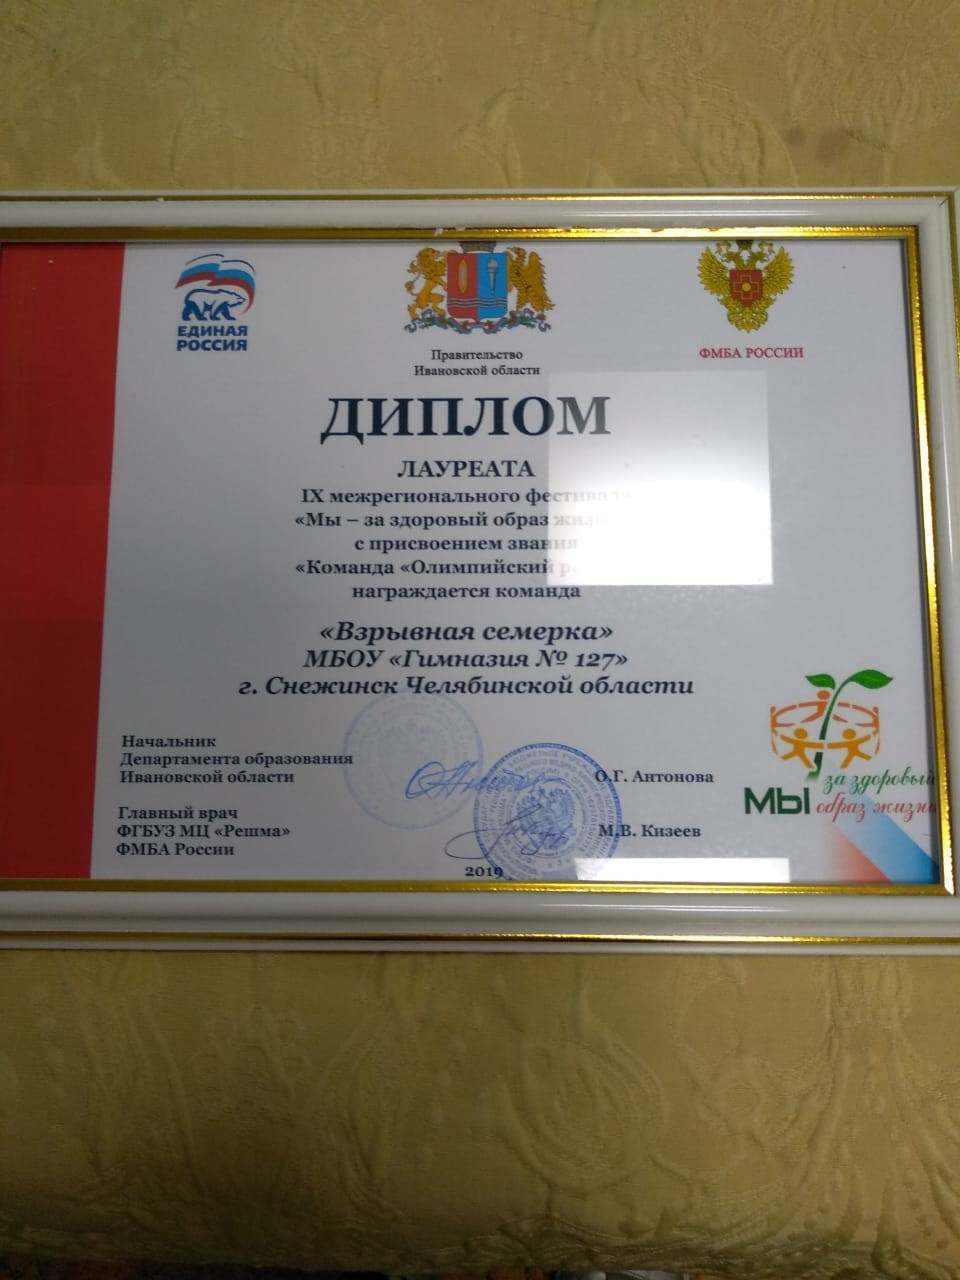 ЕДИНАЯ
РОССИЯ
Правительство
Ивановской области
ФМБА РОССИИ
ДИПЛОМ
ЛАУРЕАТА
IX межрегионального фестиваля
«Мы – за здоровый образ жизни»
с присвоением звания
«Команда «Олимпийский
награждается команда
«Взрывная семерка»
МБОУ «Гимназия № 127»
г. Снежинск Челябинской области
Начальник
Департамента образования
Ивановской области
О.Г. Антонова
Главный врач
ФГБУЗ МЦ «Решма»
ФМБА России
М.В. Кизеев
2019
за здоровый
МЫ образ жизни